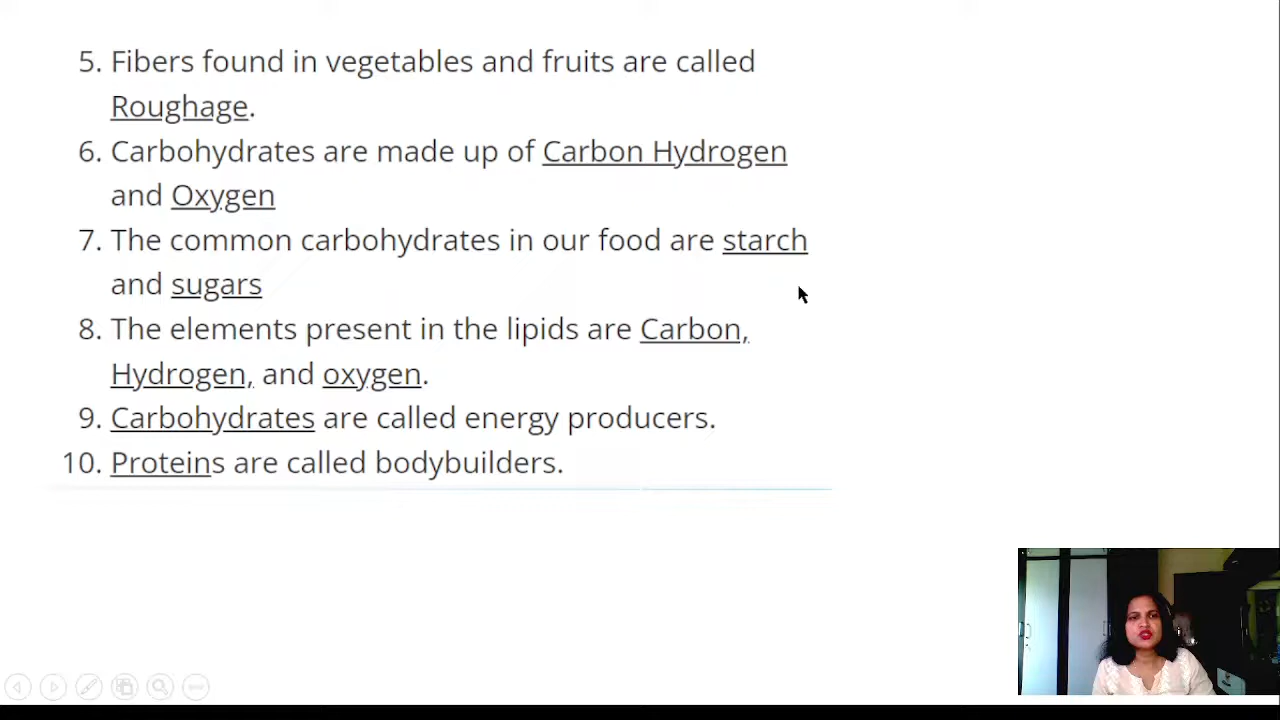 5. Fibers found in vegetables and fruits are called
Roughage.
6. Carbohydrates are made up of Carbon Hydrogen
and Oxygen
7. The common carbohydrates in our food are starch
and sugars
8. The elements present in the lipids are Carbon,
Hydrogen, and oxygen.
9. Carbohydrates are called energy producers.
10. Proteins are called bodybuilders.